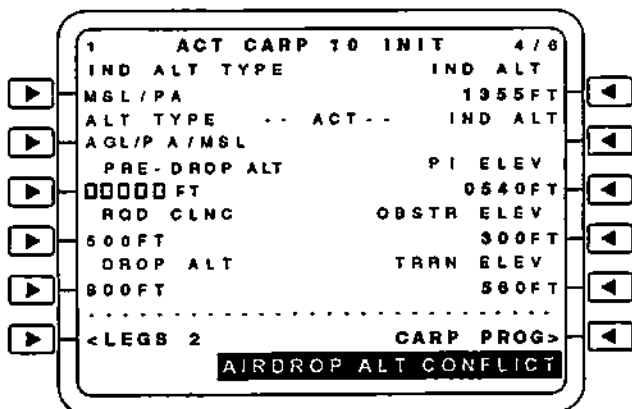 1 ACT CARP TO INIT 4/6
IND ALT TYPE IND ALT
MSL/PA 1355FT
ALT TYPE -- ACT-- IND ALT
AGL/PA/MSL
PRE-DROP ALT PI ELEV
□□□□□FT 0540FT
RQD CLNC OBSTR ELEV
500FT 300FT
DROP ALT TRRN ELEV
800FT 560FT
<LEGS 2 CARP PROG>
AIRDROP ALT CONFLICT